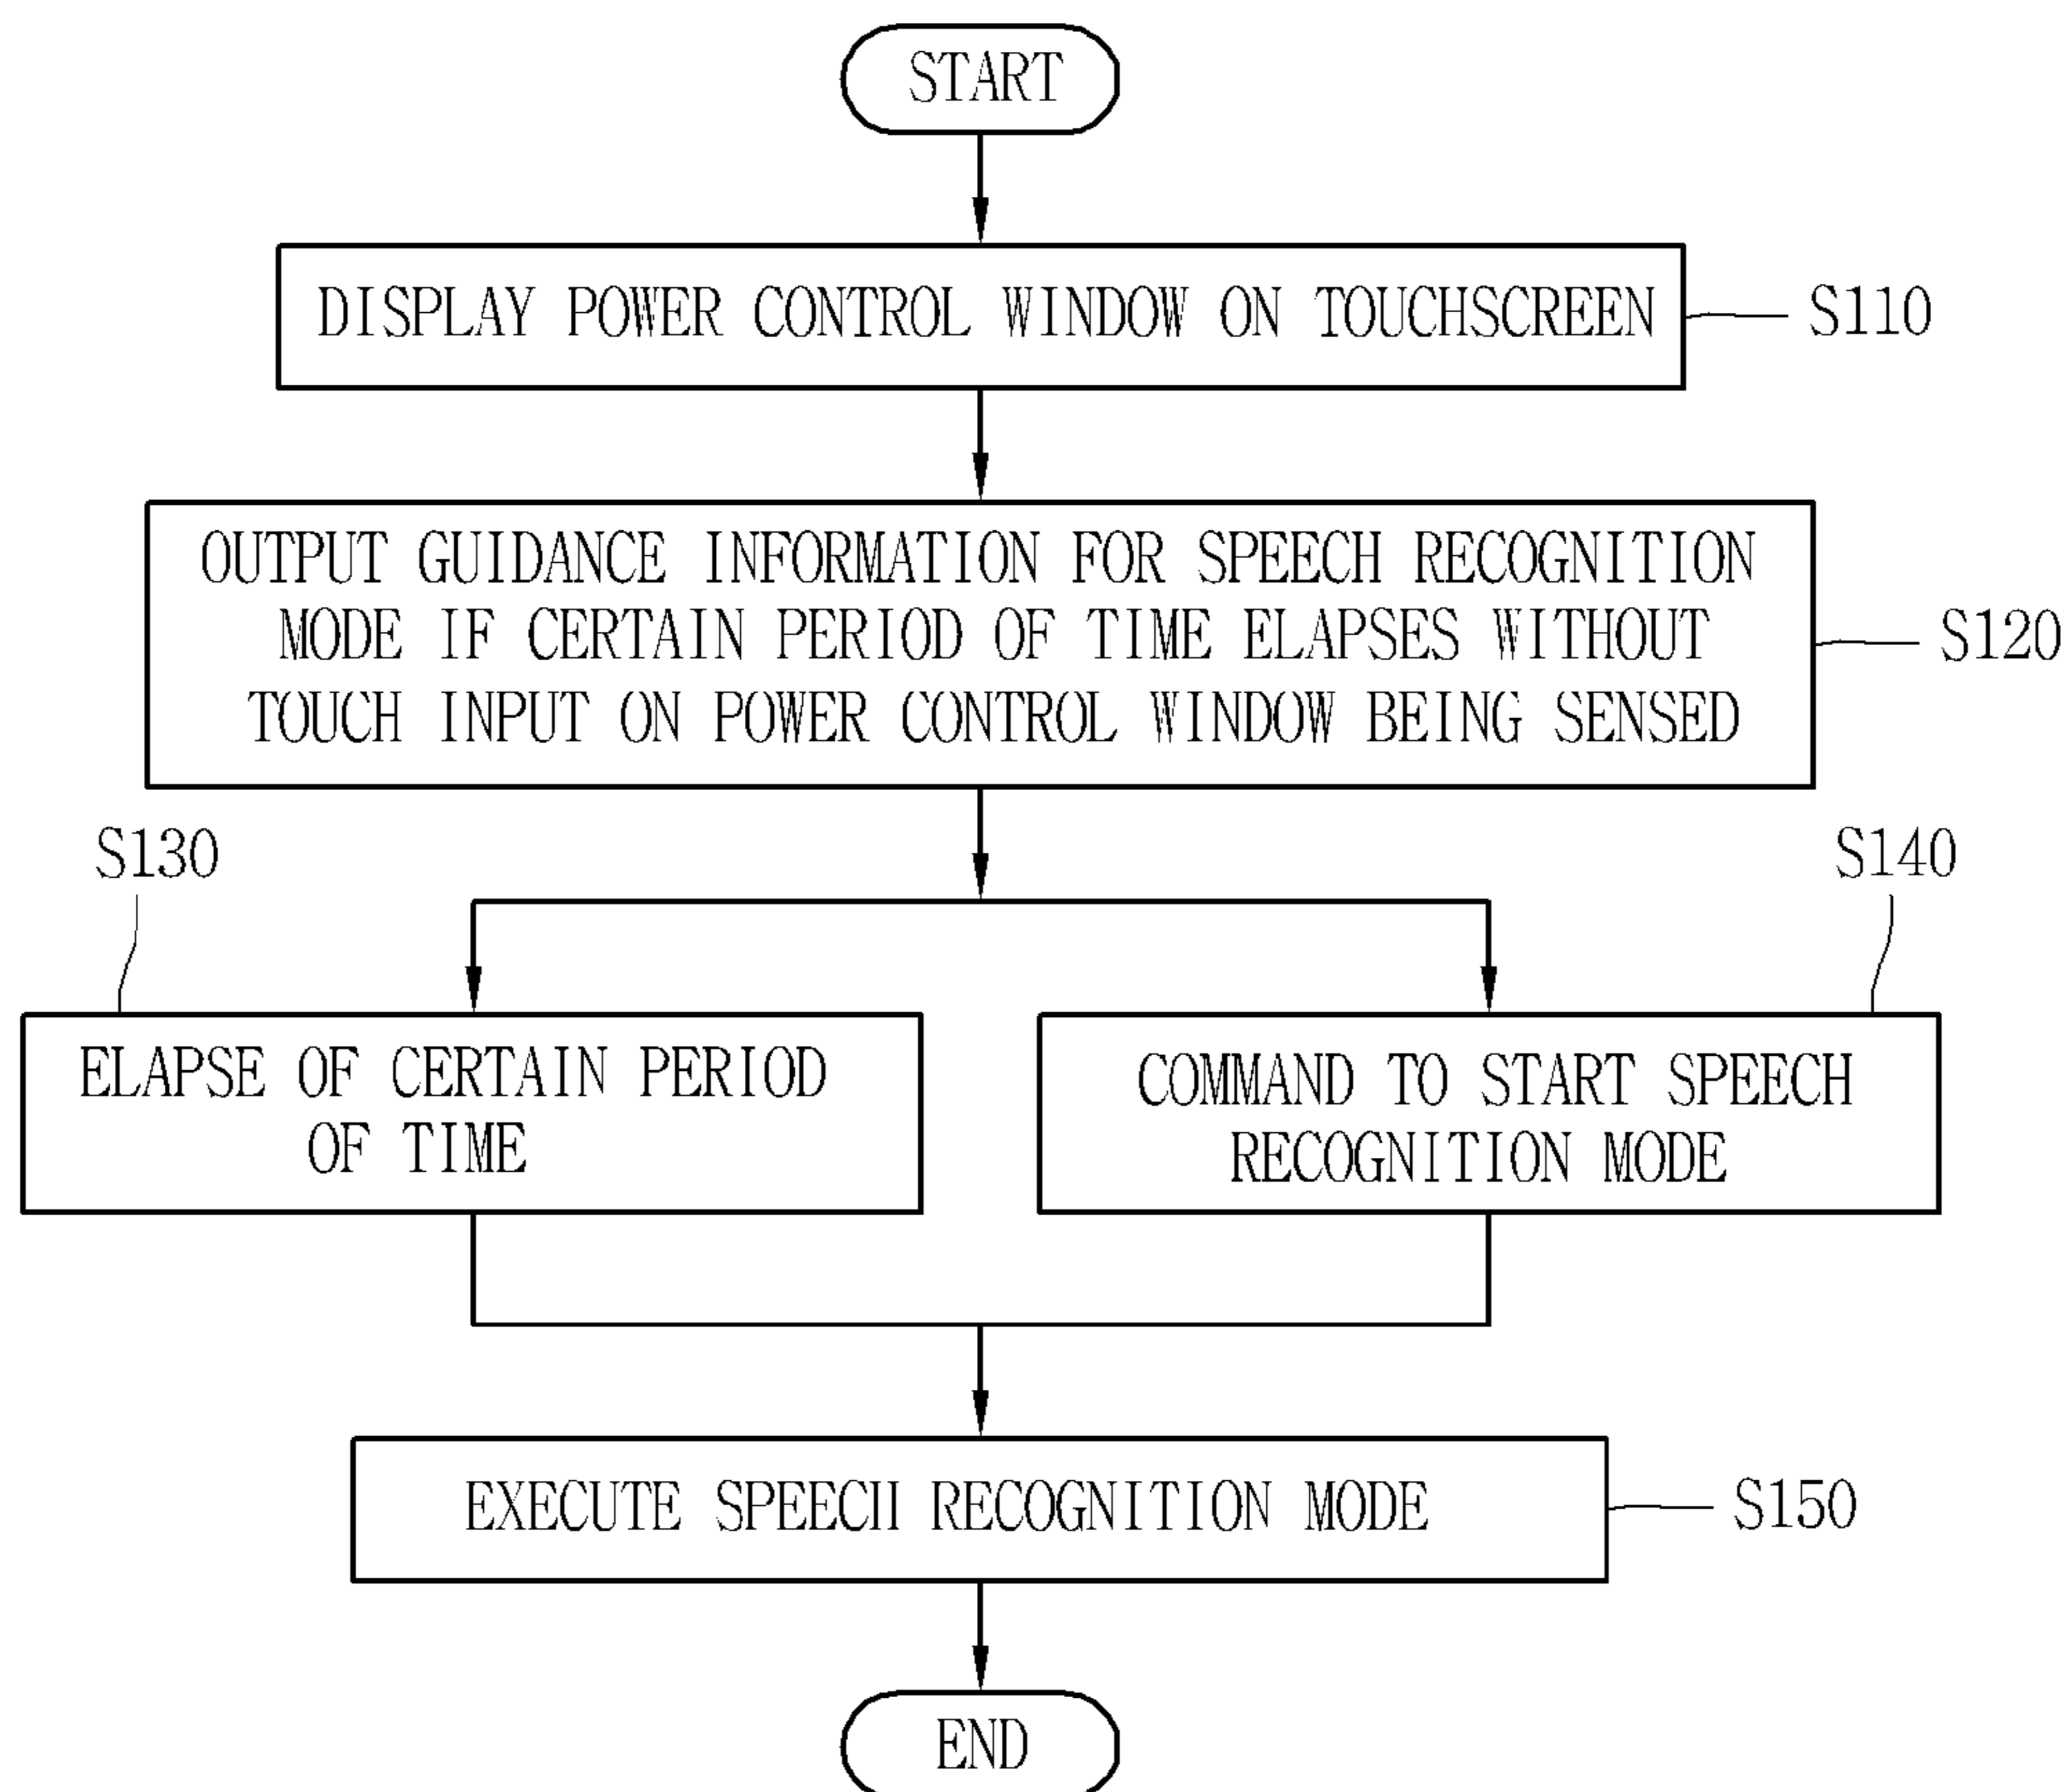 START
DISPLAY POWER CONTROL WINDOW ON TOUCHSCREEN
S110
OUTPUT GUIDANCE INFORMATION FOR SPEECH RECOGNITION
MODE IF CERTAIN PERIOD OF TIME ELAPSES WITHOUT
TOUCH INPUT ON POWER CONTROL WINDOW BEING SENSED
S120
S130
S140
ELAPSE OF CERTAIN PERIOD
OF TIME
COMMAND TO START SPEECH
RECOGNITION MODE
EXECUTE SPEECH RECOGNITION MODE
S150
END